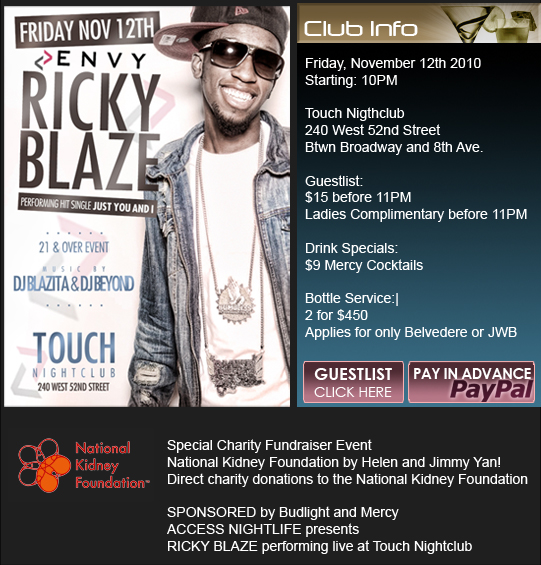 FRIDAY NOV 12TH
ENVY
RICKY
BLAZE
PERFORMING HIT SINGLE JUST YOU AND I
21 & OVER EVENT
MUSIC BY
DJ BLAZITA & DJ BEYOND
TOUCH
NIGHTCLUB
240 WEST 52ND STREET
Club Info
Friday, November 12th 2010
Starting: 10PM
Touch Nigthclub
240 West 52nd Street
Btwn Broadway and 8th Ave.
Guestlist:
$15 before 11PM
Ladies Complimentary before 11PM
Drink Specials:
$9 Mercy Cocktails
Bottle Service:|
2 for $450
Applies for only Belvedere or JWB
GUESTLIST
CLICK HERE
PAY IN ADVANCE
PayPal
National
Kidney
Foundation™
Special Charity Fundraiser Event
National Kidney Foundation by Helen and Jimmy Yan!
Direct charity donations to the National Kidney Foundation
SPONSORED by Budlight and Mercy
ACCESS NIGHTLIFE presents
RICKY BLAZE performing live at Touch Nightclub